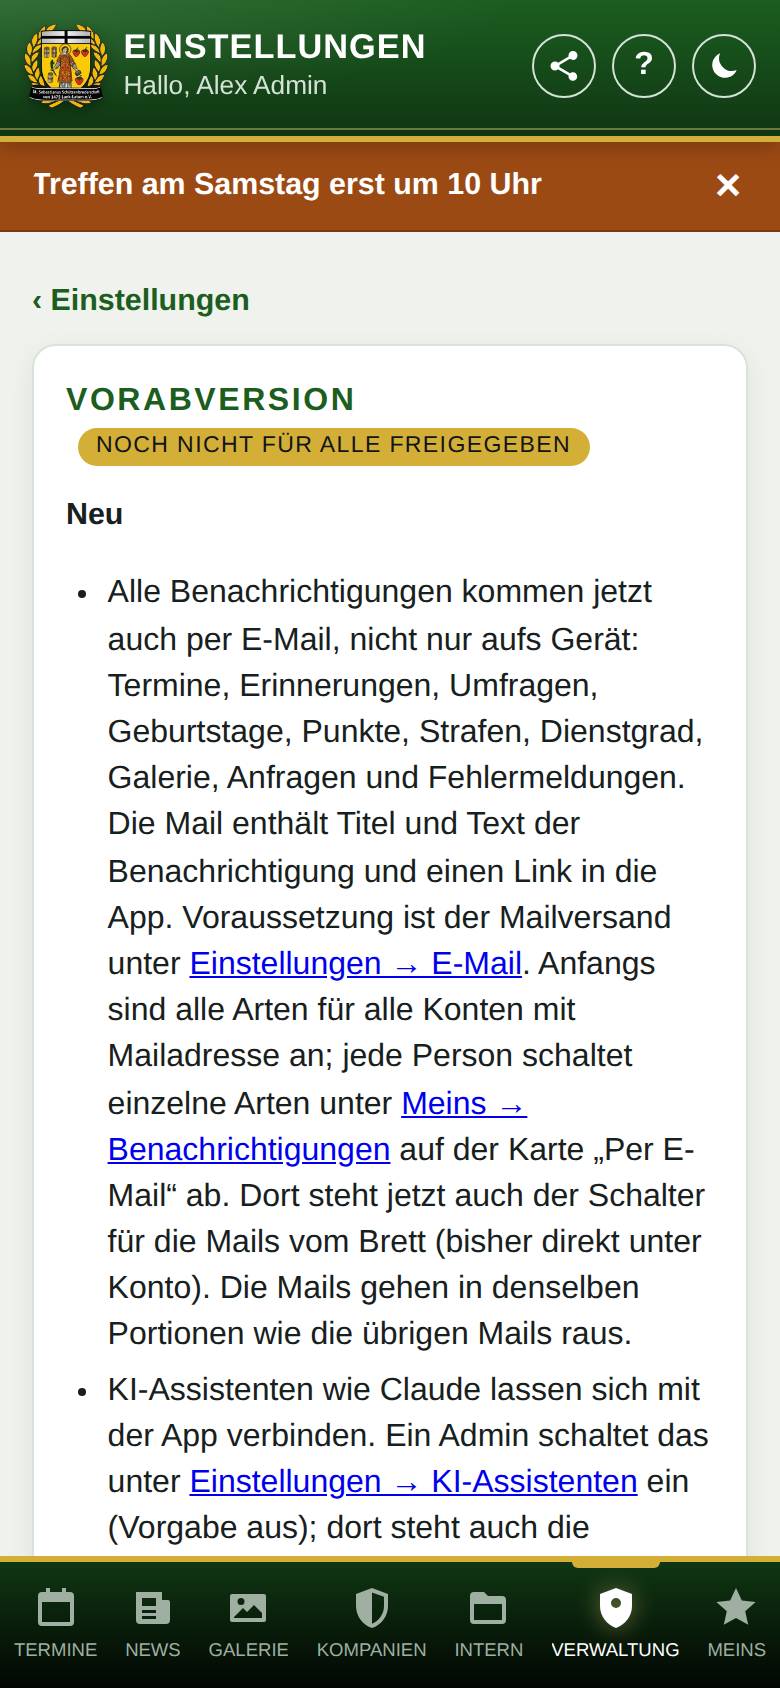 EINSTELLUNGEN
Hallo, Alex Admin
?
Treffen am Samstag erst um 10 Uhr
×
‹ Einstellungen
VORABVERSION
NOCH NICHT FÜR ALLE FREIGEGEBEN
Neu
• Alle Benachrichtigungen kommen jetzt
auch per E-Mail, nicht nur aufs Gerät:
Termine, Erinnerungen, Umfragen,
Geburtstage, Punkte, Strafen, Dienstgrad,
Galerie, Anfragen und Fehlermeldungen.
Die Mail enthält Titel und Text der
Benachrichtigung und einen Link in die
App. Voraussetzung ist der Mailversand
unter Einstellungen → E-Mail. Anfangs
sind alle Arten für alle Konten mit
Mailadresse an; jede Person schaltet
einzelne Arten unter Meins →
Benachrichtigungen auf der Karte „Per E-
Mail“ ab. Dort steht jetzt auch der Schalter
für die Mails vom Brett (bisher direkt unter
Konto). Die Mails gehen in denselben
Portionen wie die übrigen Mails raus.
• KI-Assistenten wie Claude lassen sich mit
der App verbinden. Ein Admin schaltet das
unter Einstellungen → KI-Assistenten ein
(Vorgabe aus); dort steht auch die
TERMINE NEWS GALERIE KOMPANIEN INTERN VERWALTUNG MEINS